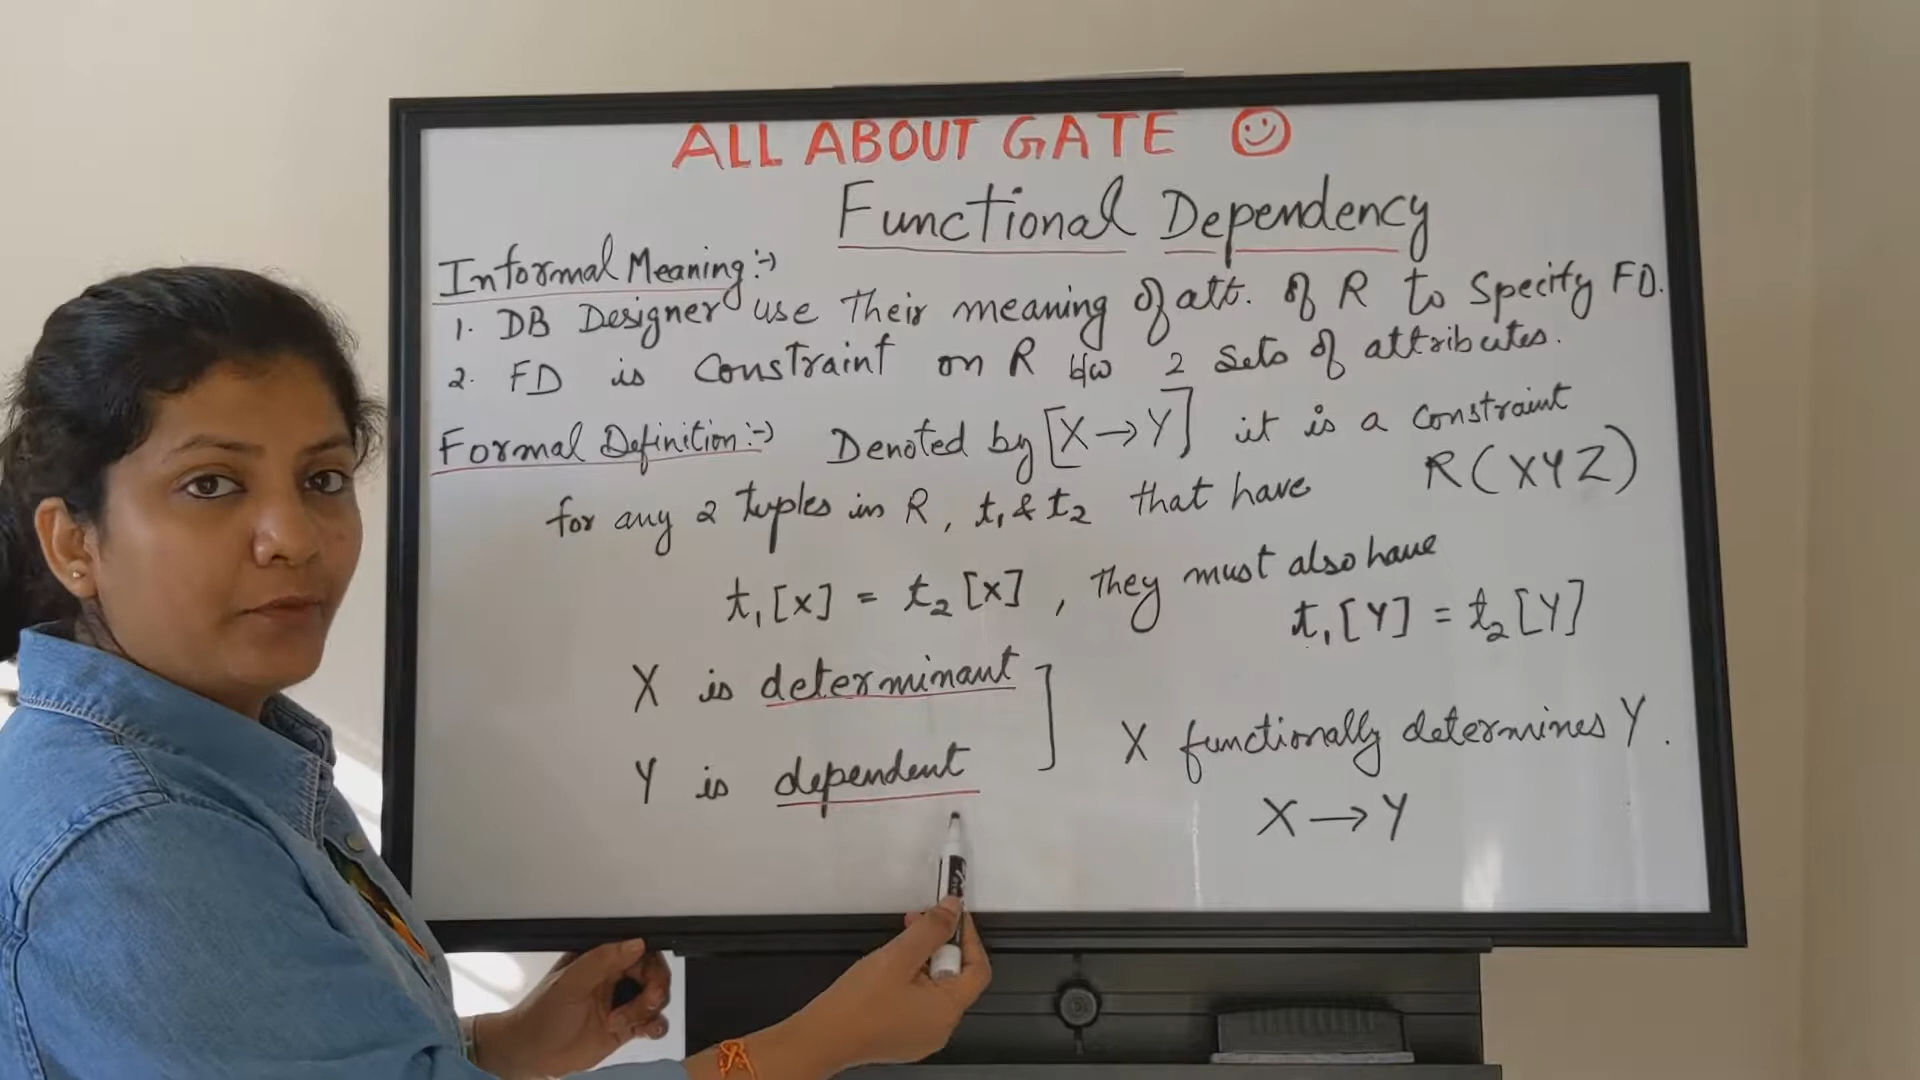 ALL ABOUT GATE
Functional Dependency
Informal Meaning:-)
1. DB Designer use their meaning of att. of R to Specify FD.
2. FD is Constraint on R b/w 2 sets of attributes.
Formal Definition:-) Denoted by [X→Y] it is a constraint
for any 2 tuples in R, t₁ & t₂ that have R(XYZ)
t₁[x] = t₂[x], they must also have
t₁[Y] = t₂[Y]
X is determinant
Y is dependent
X functionally determines Y.
X→Y